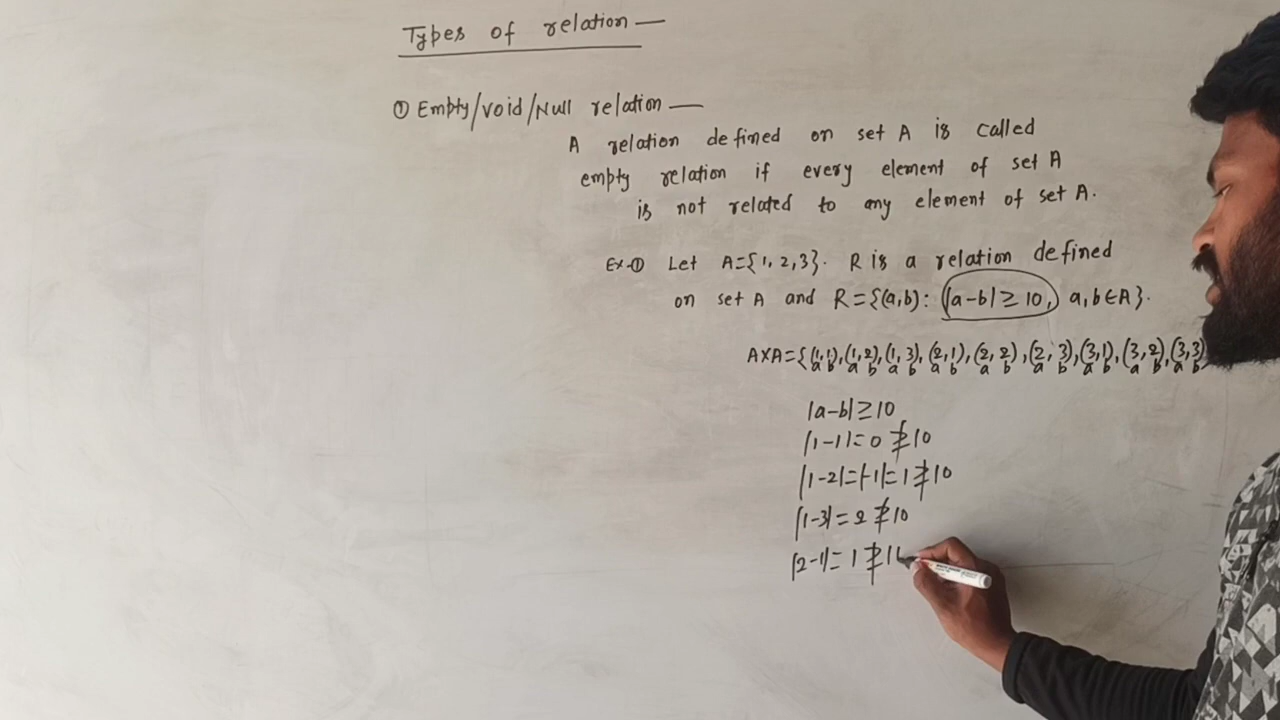 Types of relation —
① Empty/void/Null relation —
A relation defined on set A is called
empty relation if every element of set A
is not related to any element of set A.
Ex-① Let A={1, 2, 3}. R is a relation defined
on set A and R={(a,b): |a-b| ≥ 10, a, b ∈ A}.
A×A={(1,1),(1,2),(1,3),(2,1),(2,2),(2,3),(3,1),(3,2),(3,3)
a b a b a b a b a b a b a b a b a b
|a-b| ≥ 10
|1-1| = 0 ≱ 10
|1-2| = |-1| = 1 ≱ 10
|1-3| = 2 ≱ 10
|2-1| = 1 ≱ 1